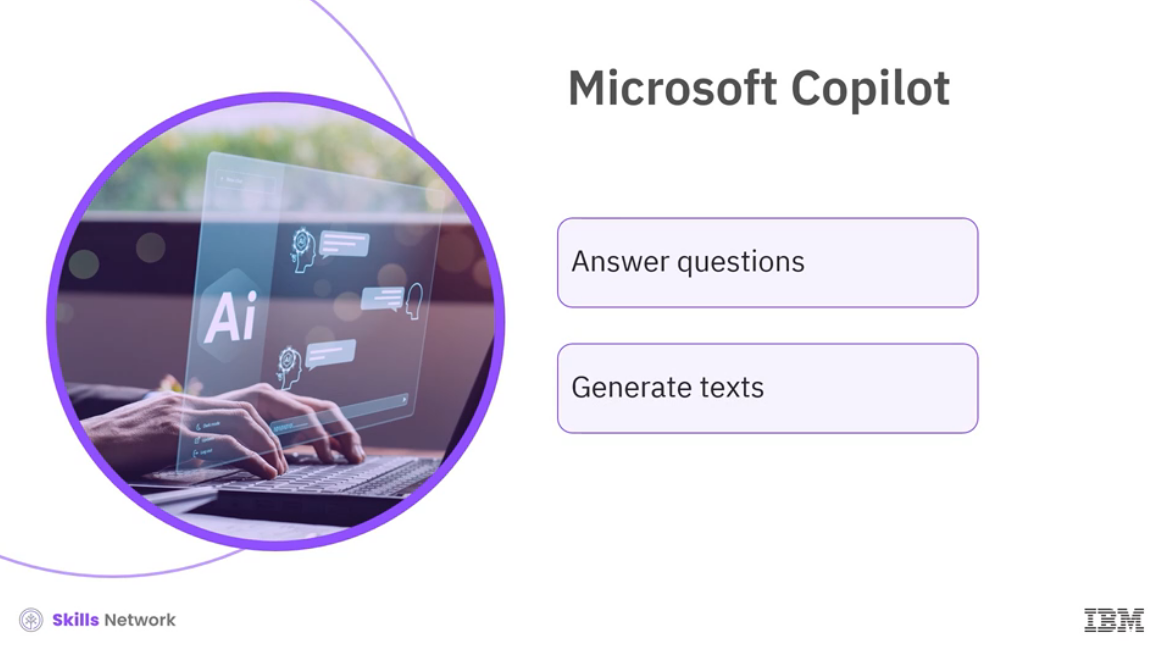 Microsoft Copilot
Answer questions
Generate texts
Ai
Skills Network
IBM